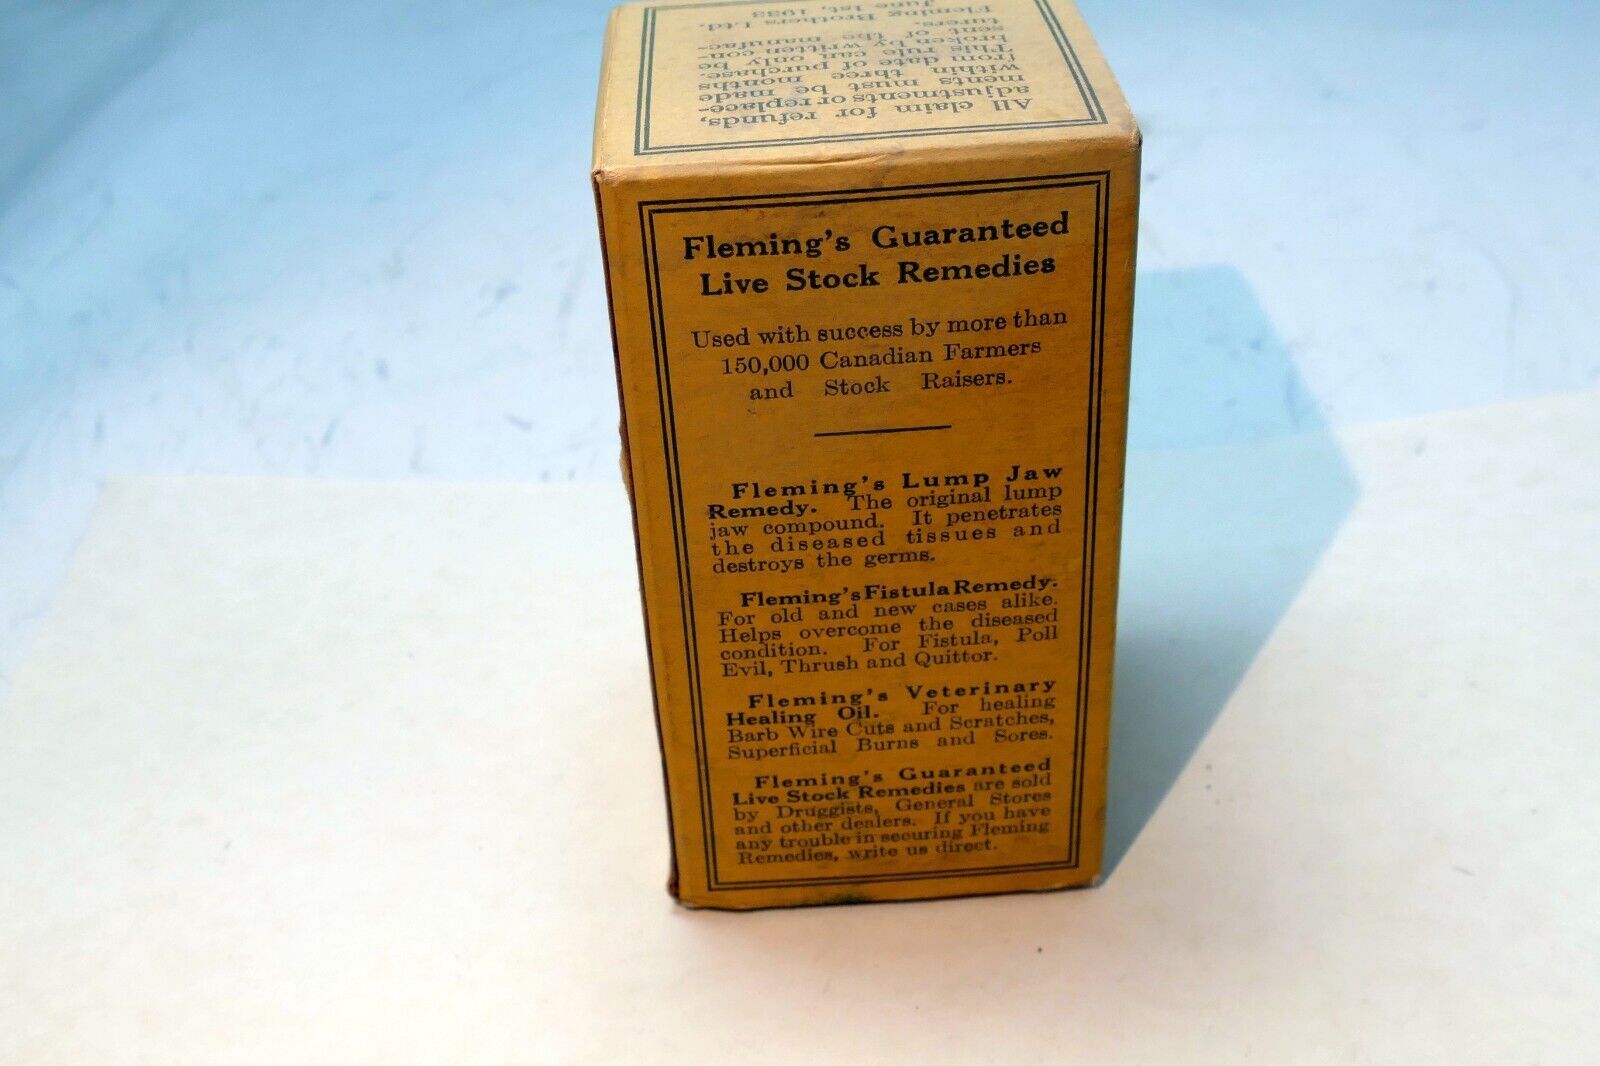 All claim for refunds,
adjustments or replace-
ments must be made
within three months
from date of purchase.
This rule can only be
broken by written con-
sent of the manufac-
turers.
Fleming Brothers Ltd.
June 1st, 1933
Fleming's Guaranteed
Live Stock Remedies
Used with success by more than
150,000 Canadian Farmers
and Stock Raisers.
Fleming's Lump Jaw
Remedy. The original lump
jaw compound. It penetrates
the diseased tissues and
destroys the germs.
Fleming's Fistula Remedy.
For old and new cases alike.
Helps overcome the diseased
condition. For Fistula, Poll
Evil, Thrush and Quittor.
Fleming's Veterinary
Healing Oil. For healing
Barb Wire Cuts and Scratches,
Superficial Burns and Sores.
Fleming's Guaranteed
Live Stock Remedies are sold
by Druggists, General Stores
and other dealers. If you have
any trouble in securing Fleming
Remedies, write us direct.